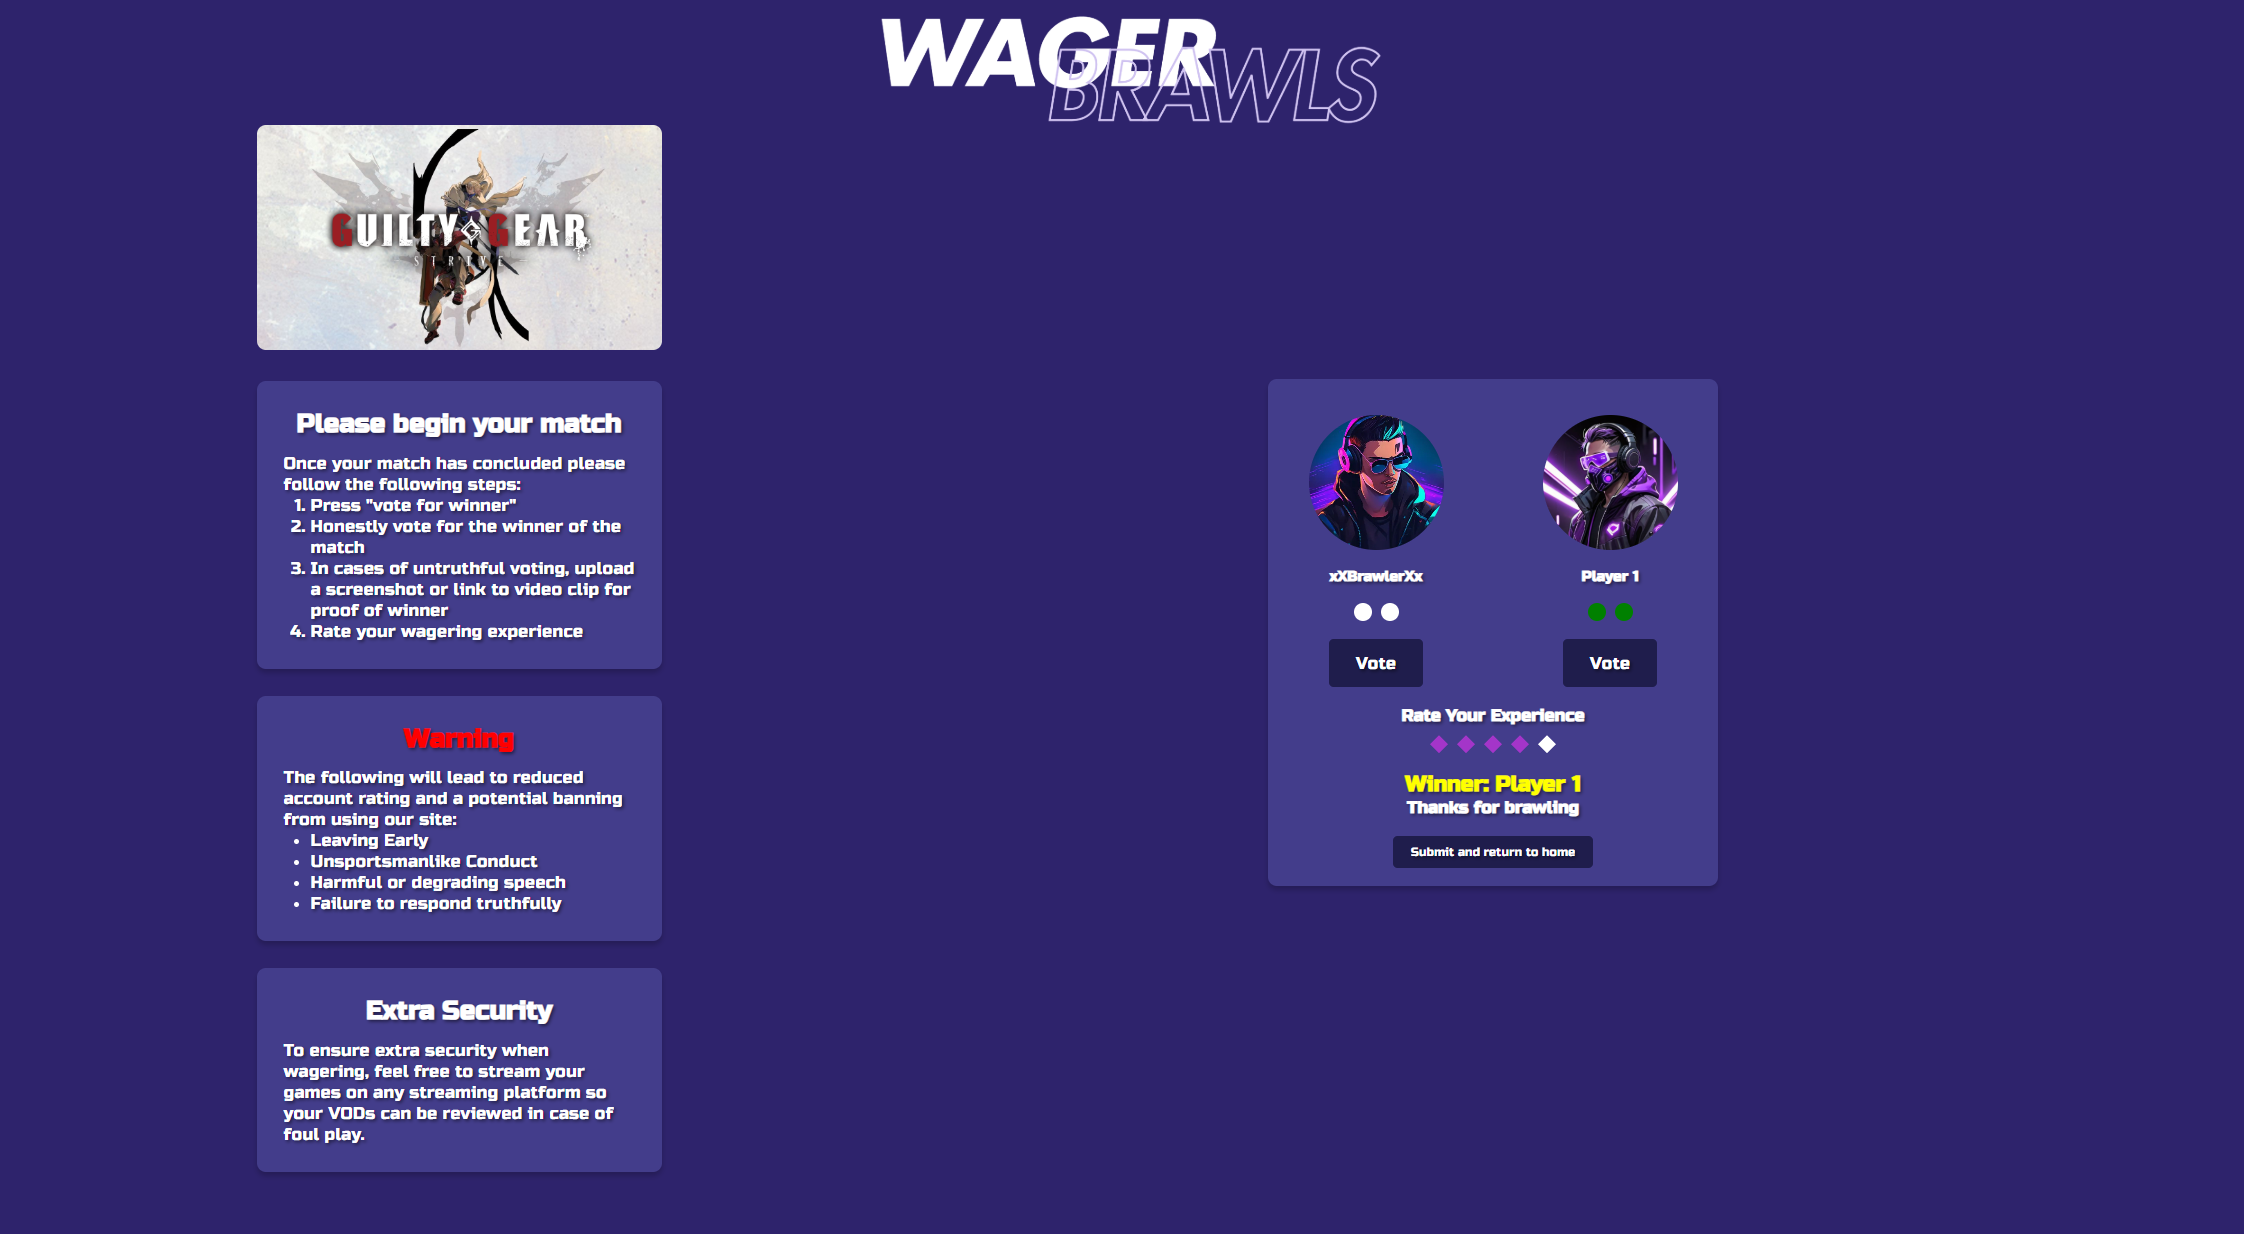 WAGER
BRAWLS
GUILTY GEAR
STRIVE
Please begin your match
Once your match has concluded please
follow the following steps:
1. Press "vote for winner"
2. Honestly vote for the winner of the
match
3. In cases of untruthful voting, upload
a screenshot or link to video clip for
proof of winner
4. Rate your wagering experience
Warning
The following will lead to reduced
account rating and a potential banning
from using our site:
• Leaving Early
• Unsportsmanlike Conduct
• Harmful or degrading speech
• Failure to respond truthfully
Extra Security
To ensure extra security when
wagering, feel free to stream your
games on any streaming platform so
your VODs can be reviewed in case of
foul play.
xXBrawlerXx
Player 1
Vote
Vote
Rate Your Experience
Winner: Player 1
Thanks for brawling
Submit and return to home